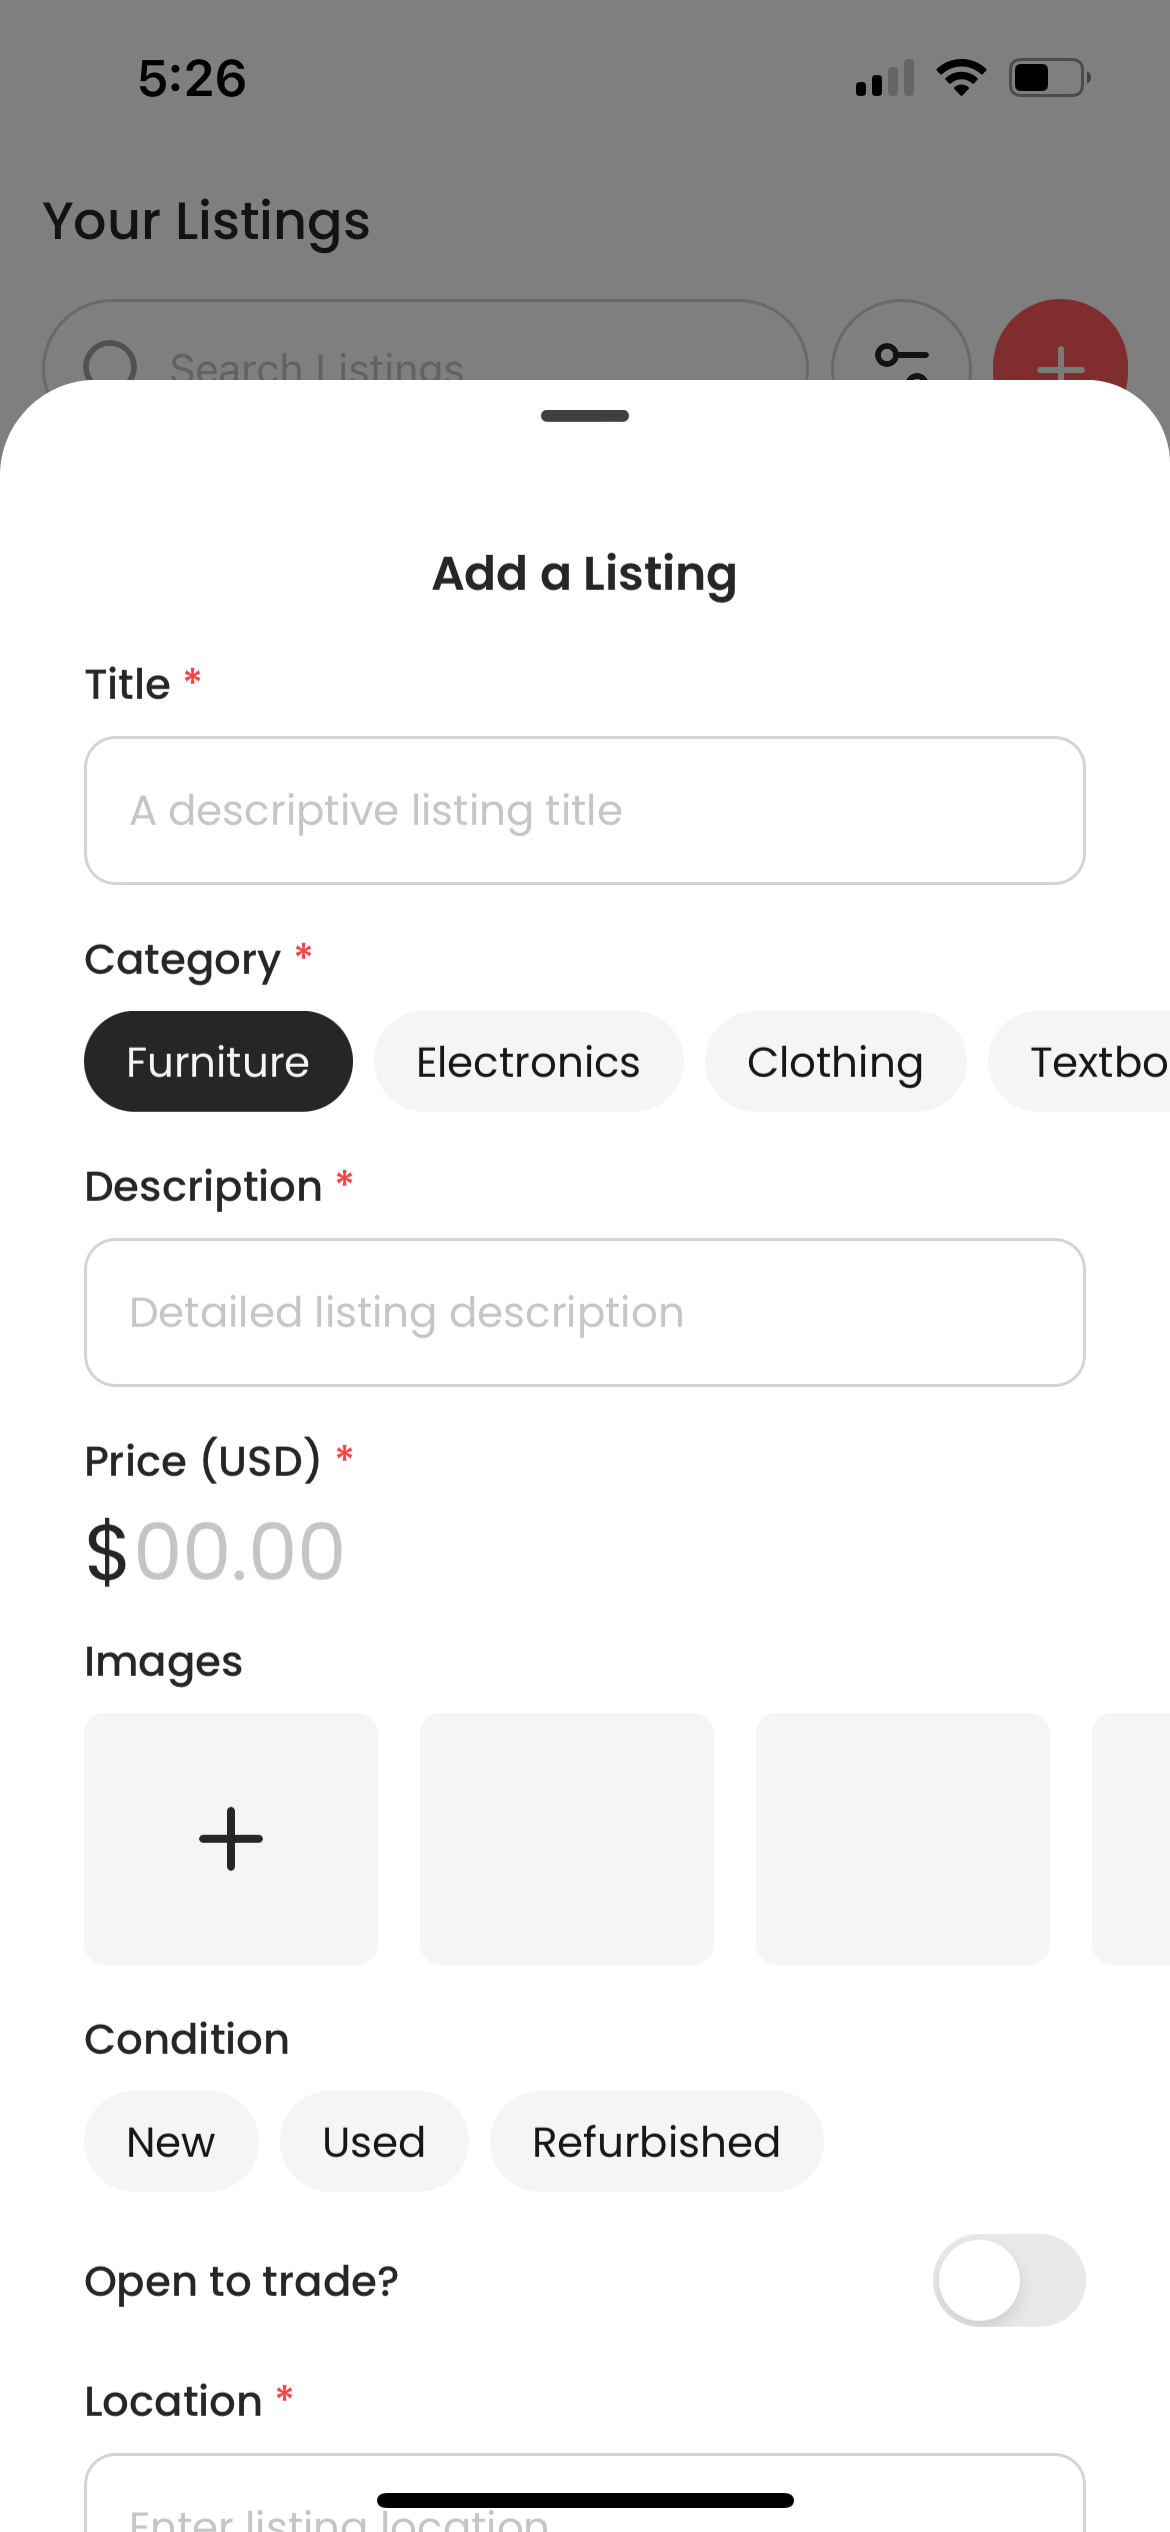 5:26
Your Listings
Search Listings
Add a Listing
Title *
A descriptive listing title
Category *
Furniture Electronics Clothing Textbo
Description *
Detailed listing description
Price (USD) *
$00.00
Images
Condition
New Used Refurbished
Open to trade?
Location *
Enter listing location